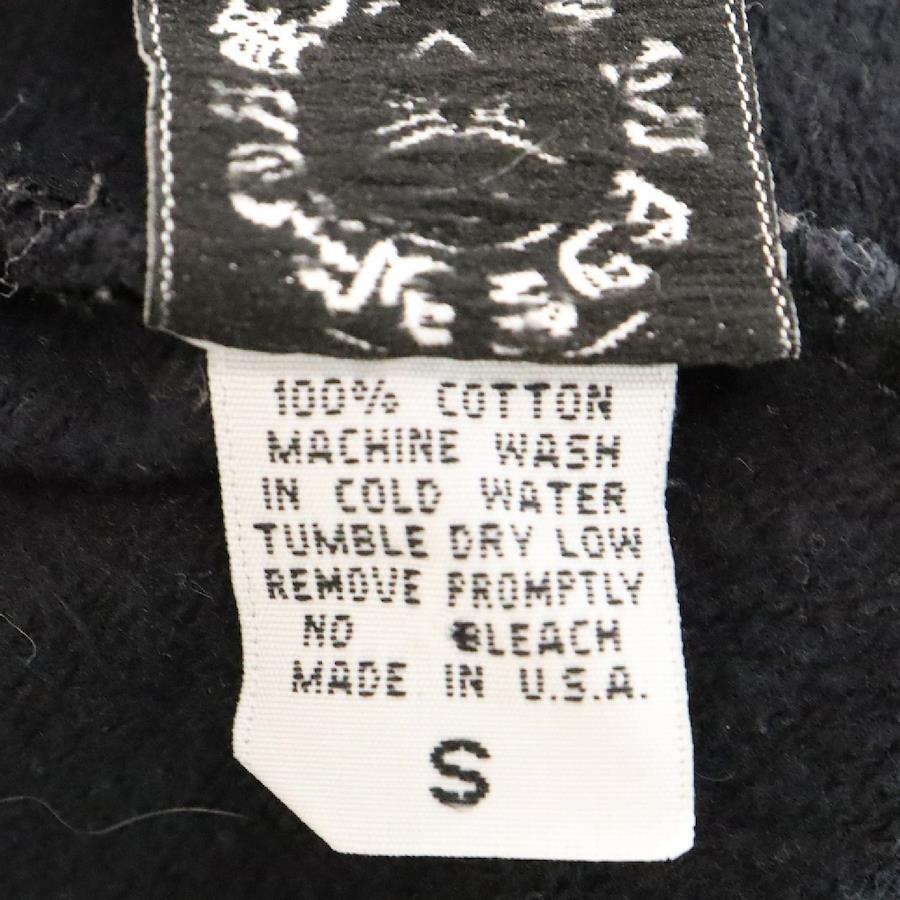 100% COTTON
MACHINE WASH
IN COLD WATER
TUMBLE DRY LOW
REMOVE PROMPTLY
NO BLEACH
MADE IN U.S.A.
S